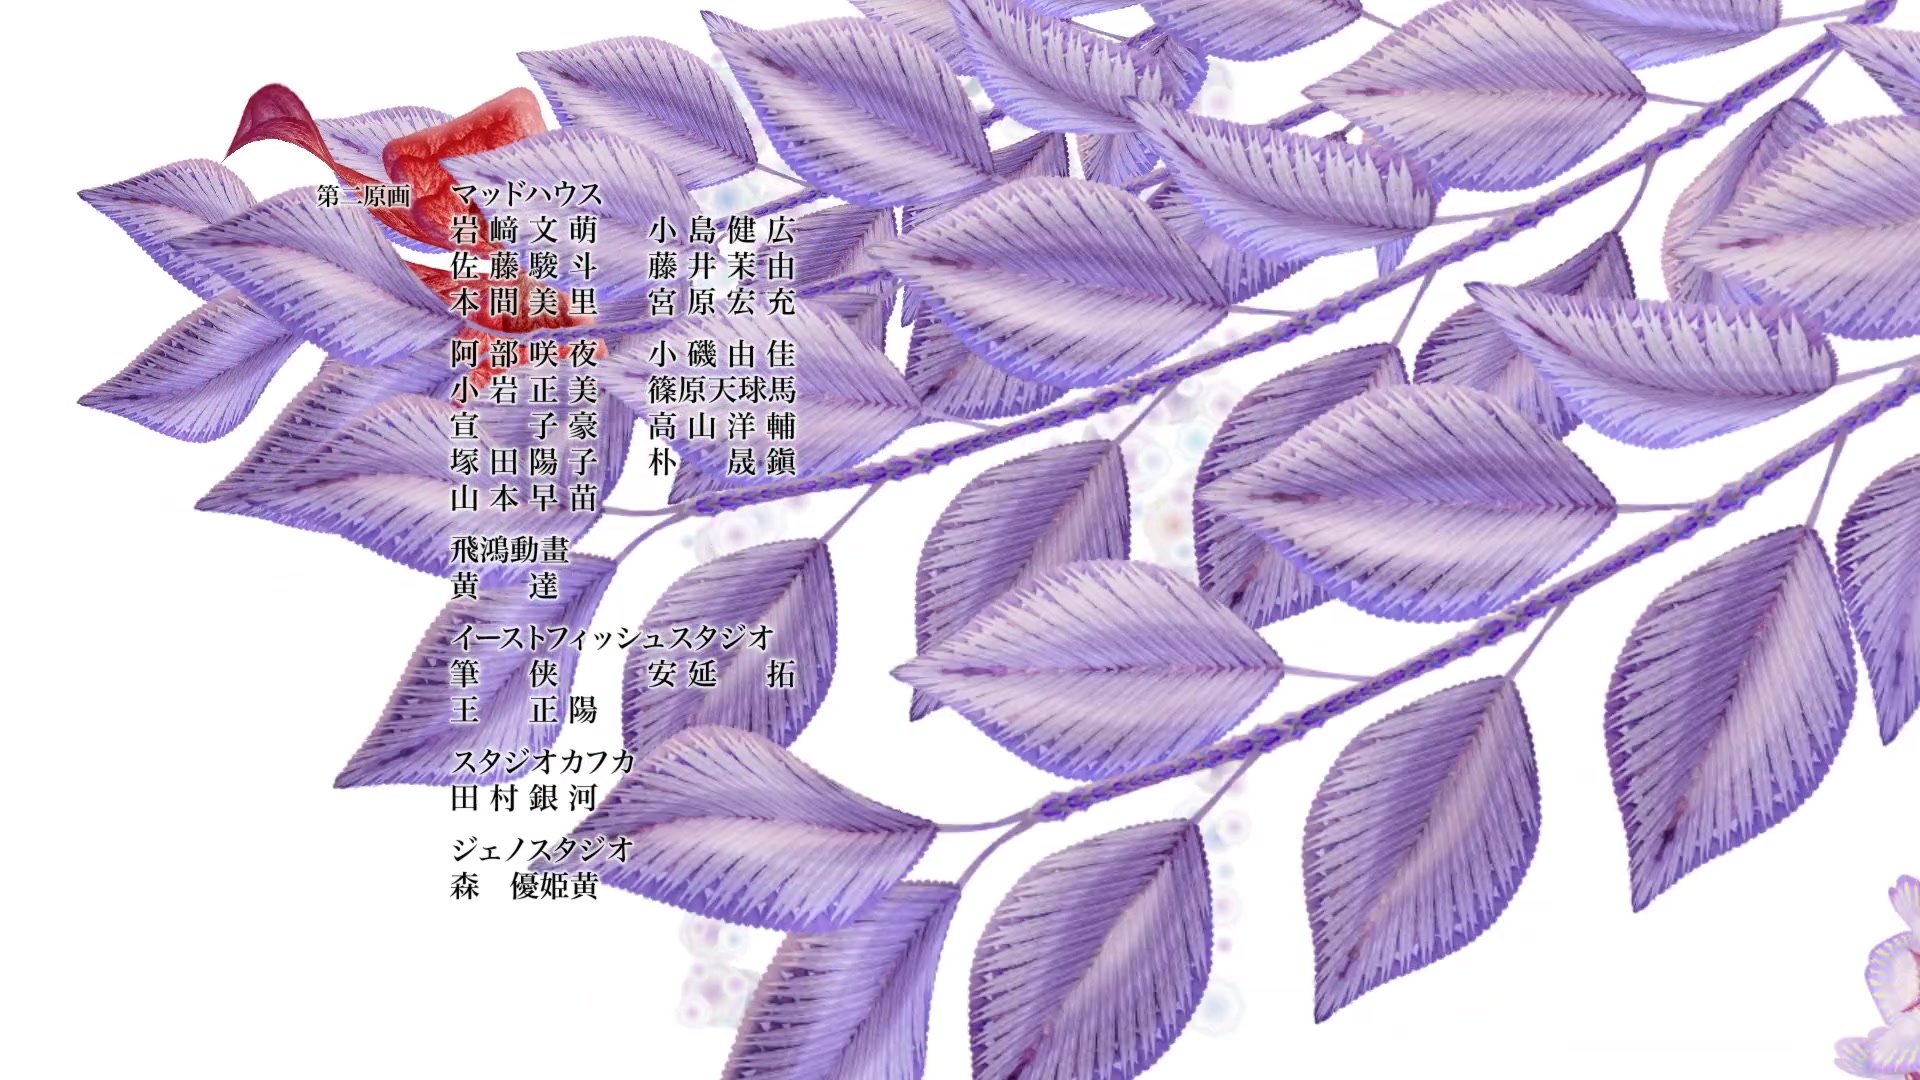 第二原画 マッドハウス
岩﨑文萌 小島健広
佐藤駿斗 藤井茉由
本間美里 宮原宏充
阿部咲夜 小磯由佳
小岩正美 篠原天球馬
宣 子豪 高山洋輔
塚田陽子 朴 晟鎭
山本早苗
飛鴻動畫
黄 達
イーストフィッシュスタジオ
筆 侠 安延 拓
王 正陽
スタジオカフカ
田村銀河
ジェノスタジオ
森 優姫黄